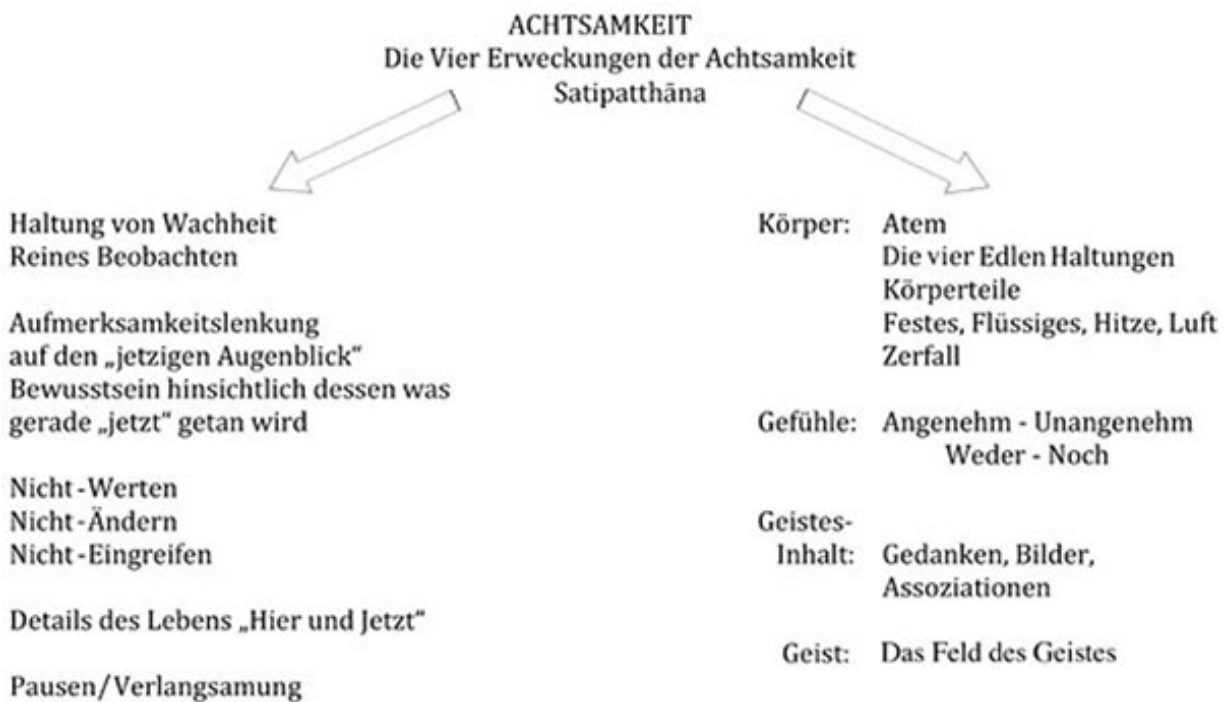 ACHTSAMKEIT
Die Vier Erweckungen der Achtsamkeit
Satipatthāna
Haltung von Wachheit
Reines Beobachten
Aufmerksamkeitslenkung
auf den „jetzigen Augenblick“
Bewusstsein hinsichtlich dessen was
gerade „jetzt“ getan wird
Nicht-Werten
Nicht-Ändern
Nicht-Eingreifen
Details des Lebens „Hier und Jetzt“
Pausen/Verlangsamung
Körper: Atem
Die vier Edlen Haltungen
Körperteile
Festes, Flüssiges, Hitze, Luft
Zerfall
Gefühle: Angenehm - Unangenehm
Weder - Noch
Geistes-
Inhalt: Gedanken, Bilder,
Assoziationen
Geist: Das Feld des Geistes